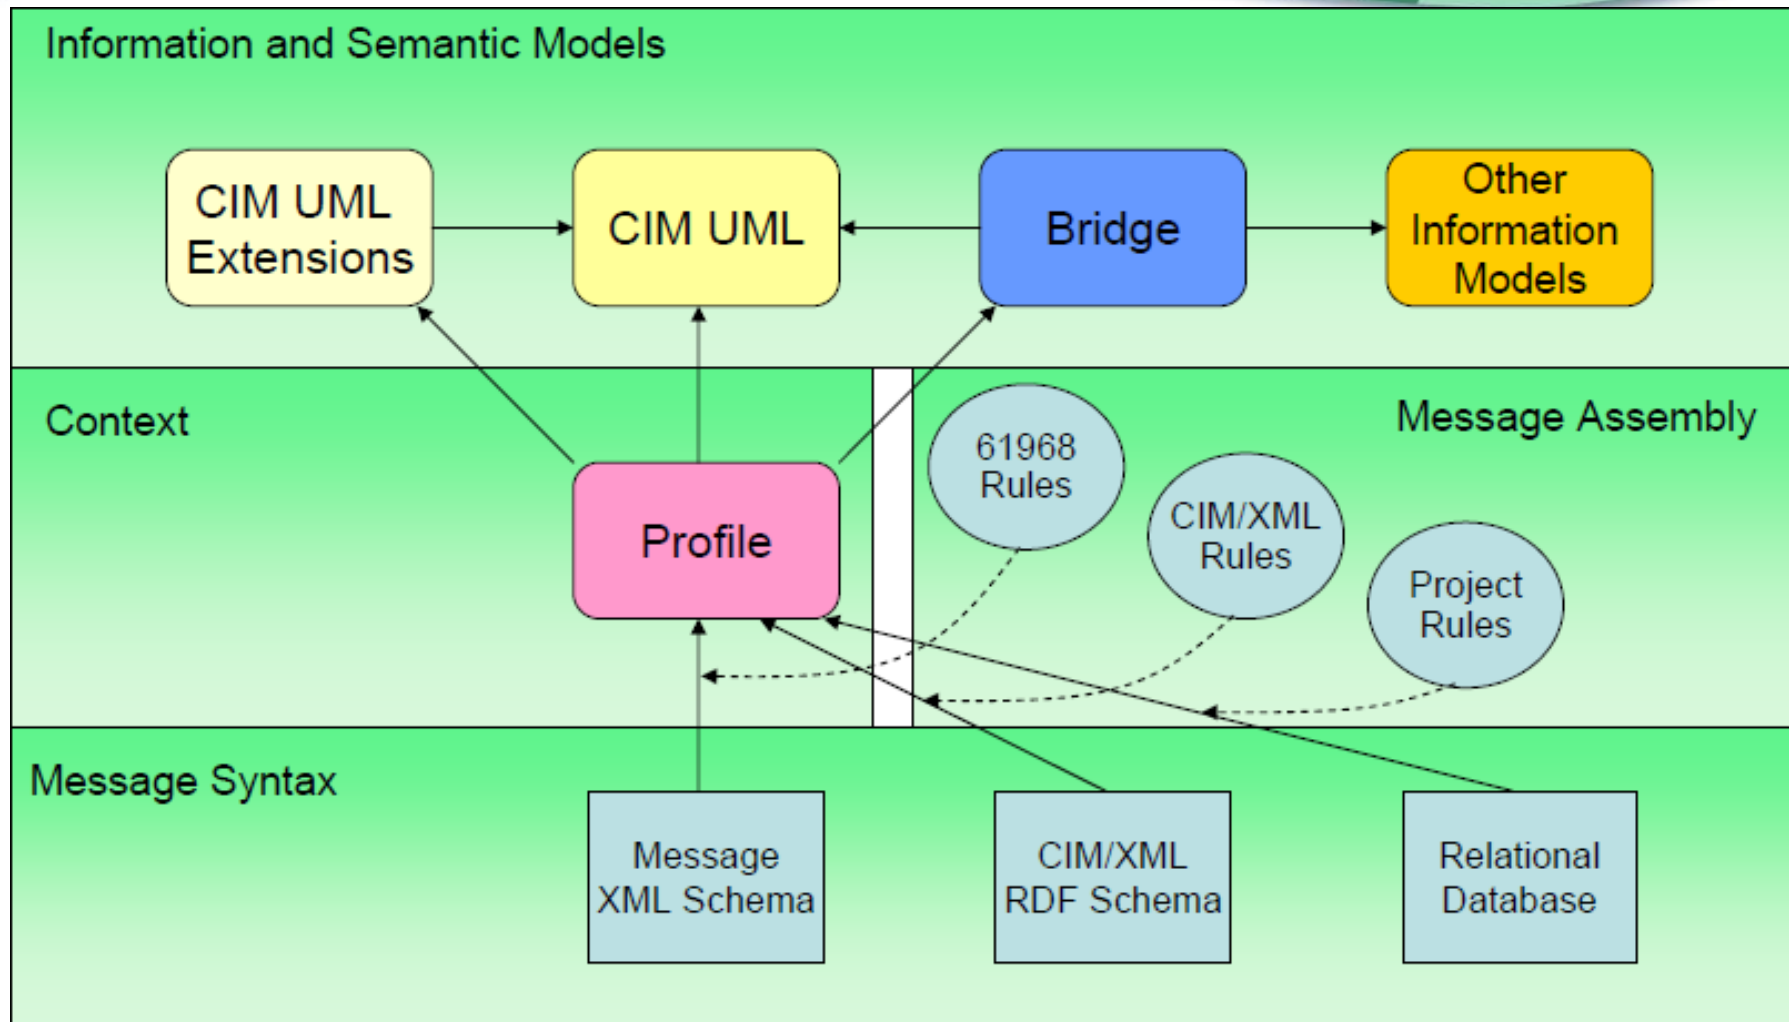 Information and Semantic Models
CIM UML
Extensions
CIM UML
Bridge
Other
Information
Models
Context
Message Assembly
61968
Rules
CIM/XML
Rules
Project
Rules
Profile
Message Syntax
Message
XML Schema
CIM/XML
RDF Schema
Relational
Database